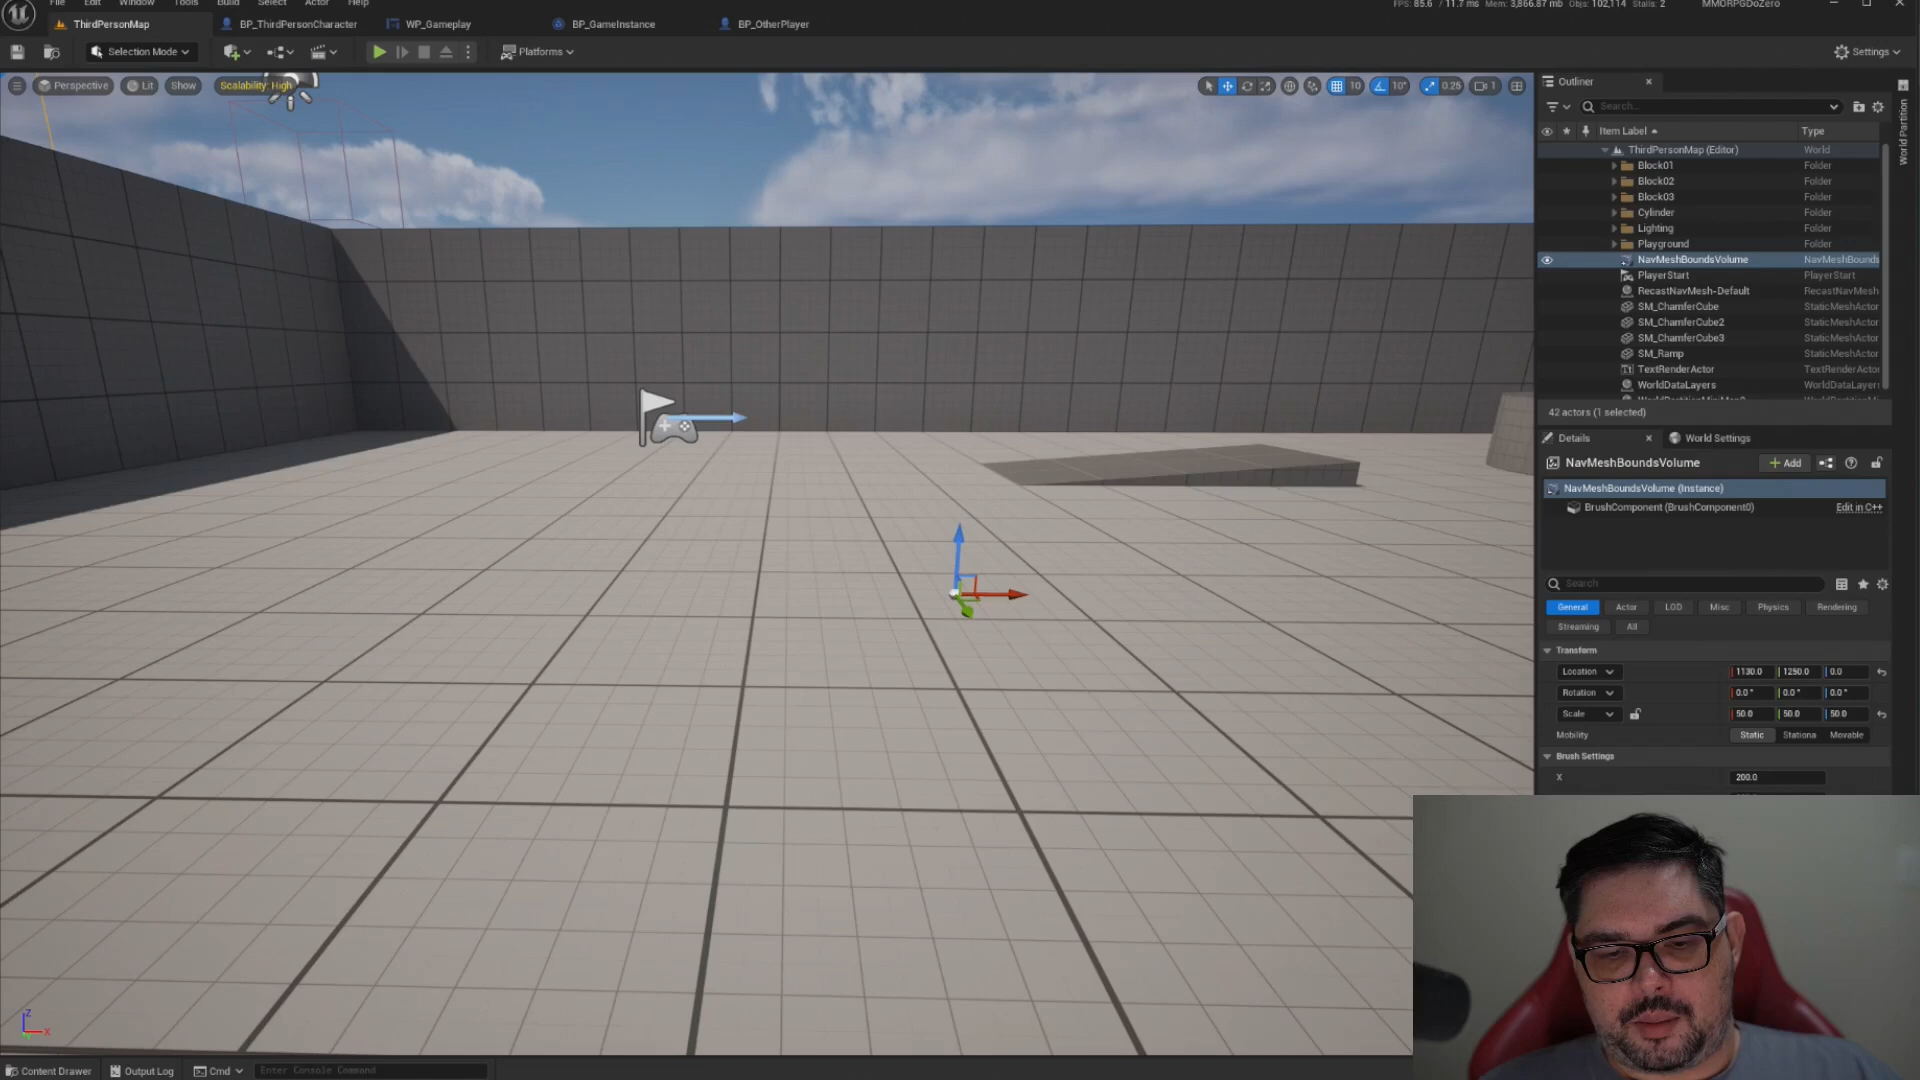 File Edit Window Tools Build Select Actor Help
FPS: 85.6 / 11.7 ms Mem: 3,866.87 mb Objs: 102,114 Stalls: 2
MMORPGDoZero
ThirdPersonMap
BP_ThirdPersonCharacter
WP_Gameplay
BP_GameInstance
BP_OtherPlayer
Selection Mode
Platforms
Settings
Perspective
Lit
Show
Scalability: High
10
10°
0.25
1
Outliner
World Partition
Search...
Item Label Type
ThirdPersonMap (Editor) World
Block01 Folder
Block02 Folder
Block03 Folder
Cylinder Folder
Lighting Folder
Playground Folder
NavMeshBoundsVolume NavMeshBounds
PlayerStart PlayerStart
RecastNavMesh-Default RecastNavMesh
SM_ChamferCube StaticMeshActor
SM_ChamferCube2 StaticMeshActor
SM_ChamferCube3 StaticMeshActor
SM_Ramp StaticMeshActor
TextRenderActor TextRenderActor
WorldDataLayers WorldDataLayers
42 actors (1 selected)
Details
World Settings
NavMeshBoundsVolume
Add
NavMeshBoundsVolume (Instance)
BrushComponent (BrushComponent0) Edit in C++
Search
General Actor LOD Misc Physics Rendering
Streaming All
Transform
Location 1130.0 1250.0 0.0
Rotation 0.0° 0.0° 0.0°
Scale 50.0 50.0 50.0
Mobility Static Stationa Movable
Brush Settings
X 200.0
Z
X
Content Drawer
Output Log
Cmd
Enter Console Command